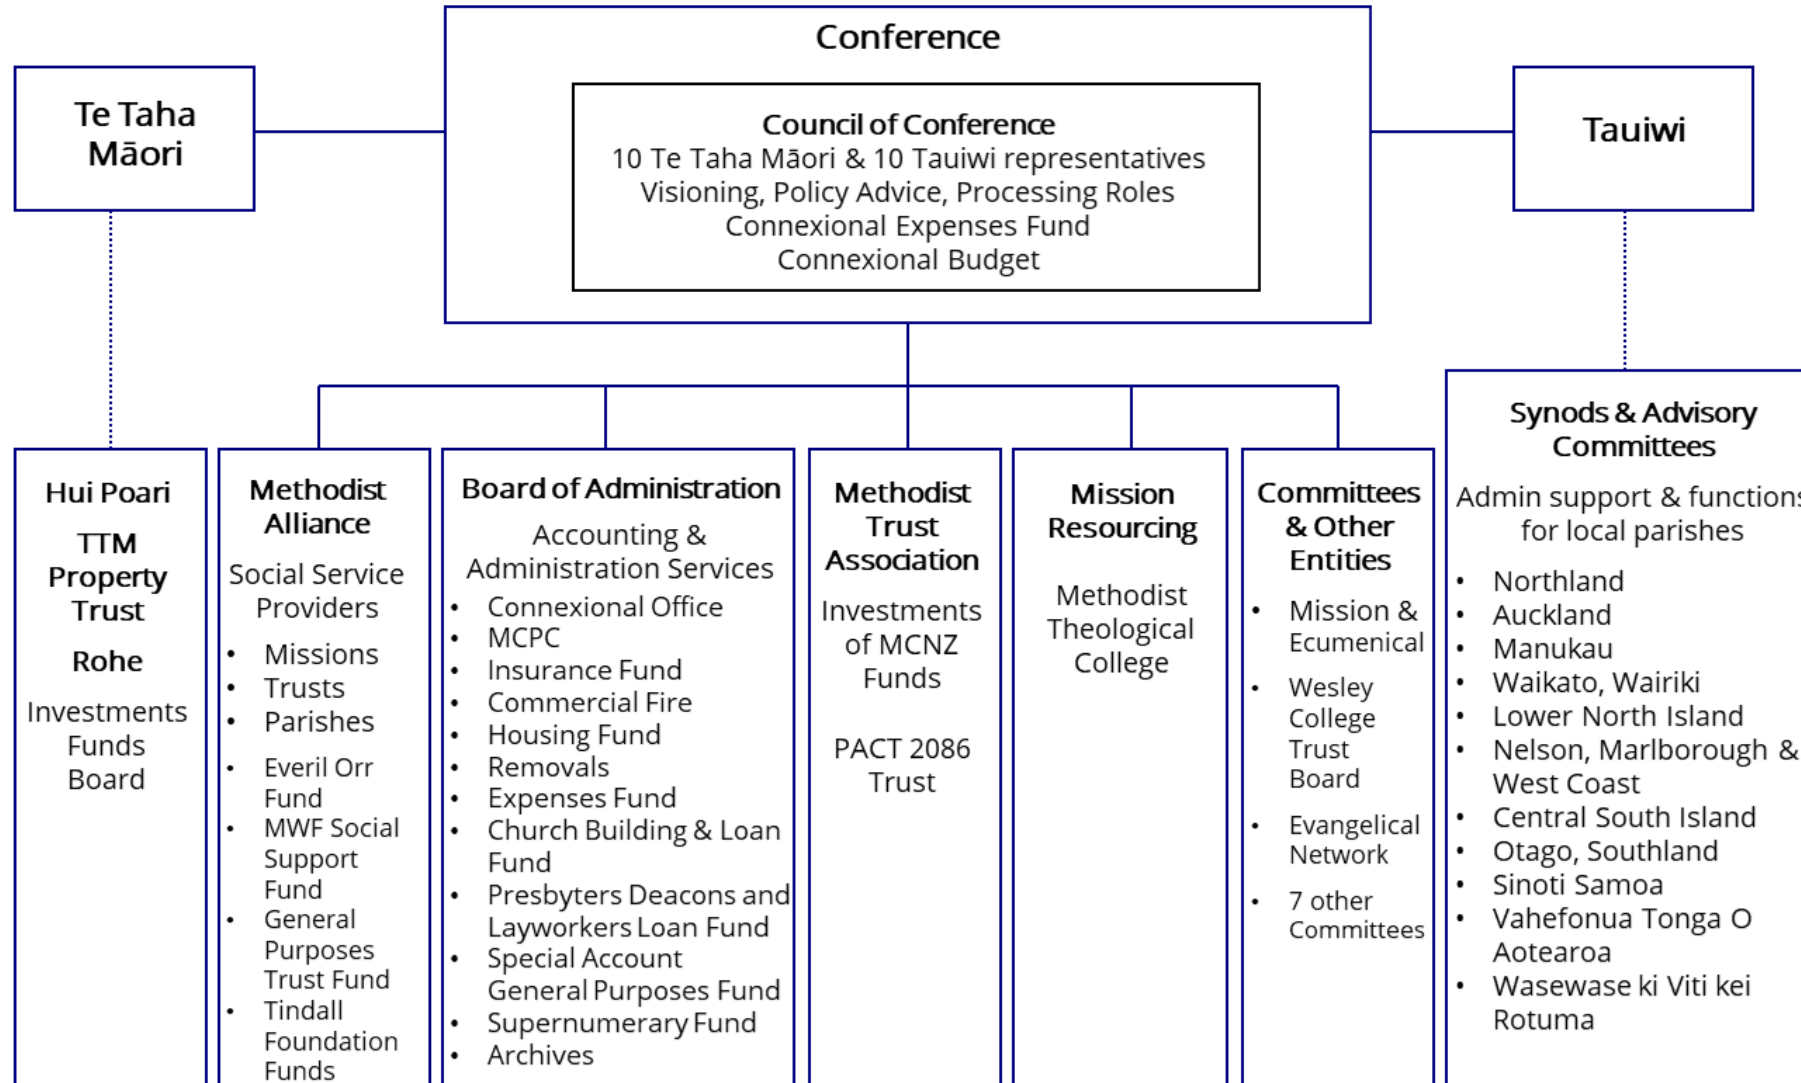 Conference
Te Taha
Māori
Council of Conference
10 Te Taha Māori & 10 Tauiwi representatives
Visioning, Policy Advice, Processing Roles
Connexional Expenses Fund
Connexional Budget
Tauiwi
Hui Poari
TTM
Property
Trust
Rohe
Investments
Funds
Board
Methodist
Alliance
Social Service
Providers
• Missions
• Trusts
• Parishes
• Everil Orr
Fund
• MWF Social
Support
Fund
• General
Purposes
Trust Fund
• Tindall
Foundation
Funds
Board of Administration
Accounting &
Administration Services
• Connexional Office
• MCPC
• Insurance Fund
• Commercial Fire
• Housing Fund
• Removals
• Expenses Fund
• Church Building & Loan
Fund
• Presbyters Deacons and
Layworkers Loan Fund
• Special Account
General Purposes Fund
• Supernumerary Fund
• Archives
Methodist
Trust
Association
Investments
of MCNZ
Funds
PACT 2086
Trust
Mission
Resourcing
Methodist
Theological
College
Committees
& Other
Entities
• Mission &
Ecumenical
• Wesley
College
Trust
Board
• Evangelical
Network
• 7 other
Committees
Synods & Advisory
Committees
Admin support & functions
for local parishes
• Northland
• Auckland
• Manukau
• Waikato, Wairiki
• Lower North Island
• Nelson, Marlborough &
West Coast
• Central South Island
• Otago, Southland
• Sinoti Samoa
• Vahefonua Tonga O
Aotearoa
• Wasewase ki Viti kei
Rotuma